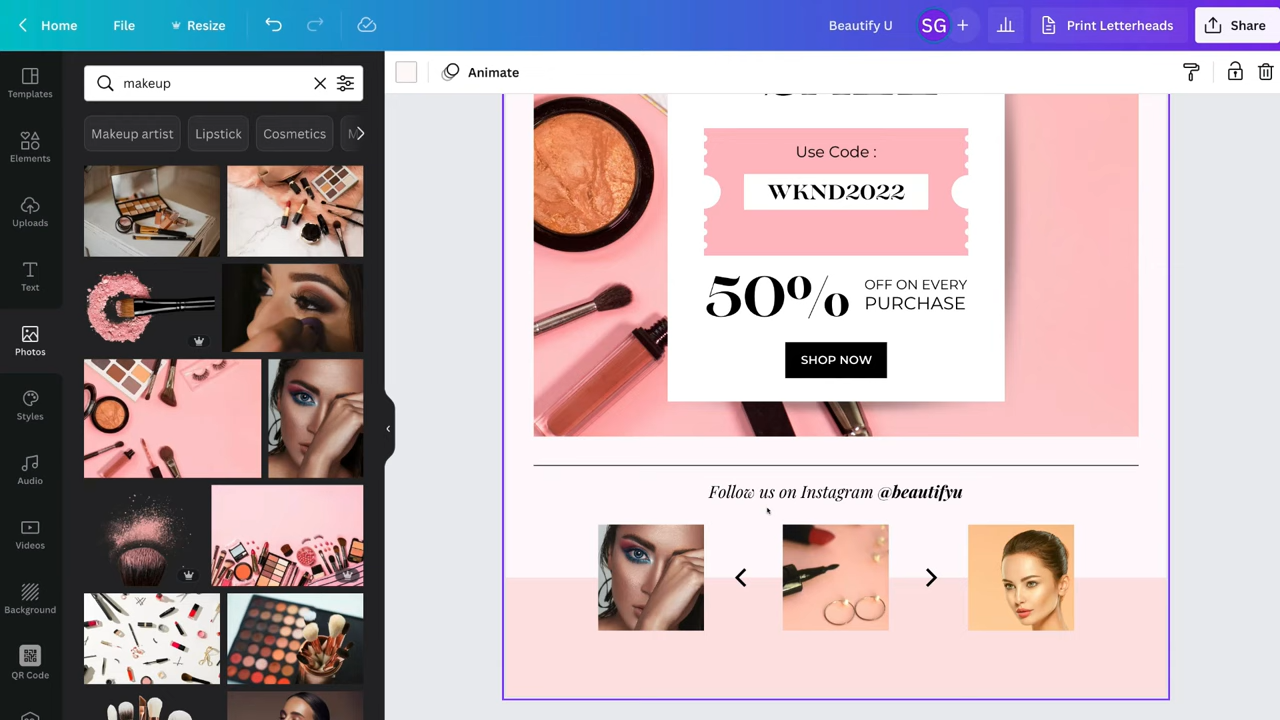 Home
File
Resize
Beautify U
SG
+
Print Letterheads
Share
Templates
Elements
Uploads
Text
Photos
Styles
Audio
Videos
Background
QR Code
makeup
Makeup artist
Lipstick
Cosmetics
M
Animate
SALE
Use Code :
WKND2022
50%
OFF ON EVERY
PURCHASE
SHOP NOW
Follow us on Instagram @beautifyu